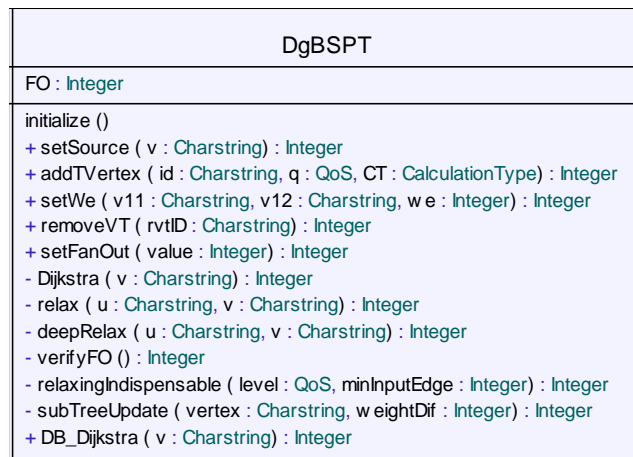 DgBSPT
FO : Integer
initialize ()
+ setSource ( v : Charstring) : Integer
+ addTVertex ( id : Charstring, q : QoS, CT : CalculationType) : Integer
+ setWe ( v11 : Charstring, v12 : Charstring, we : Integer) : Integer
+ removeVT ( rvtID : Charstring) : Integer
+ setFanOut ( value : Integer) : Integer
- Dijkstra ( v : Charstring) : Integer
- relax ( u : Charstring, v : Charstring) : Integer
- deepRelax ( u : Charstring, v : Charstring) : Integer
- verifyFO () : Integer
- relaxingIndispensable ( level : QoS, minInputEdge : Integer) : Integer
- subTreeUpdate ( vertex : Charstring, weightDif : Integer) : Integer
+ DB_Dijkstra ( v : Charstring) : Integer